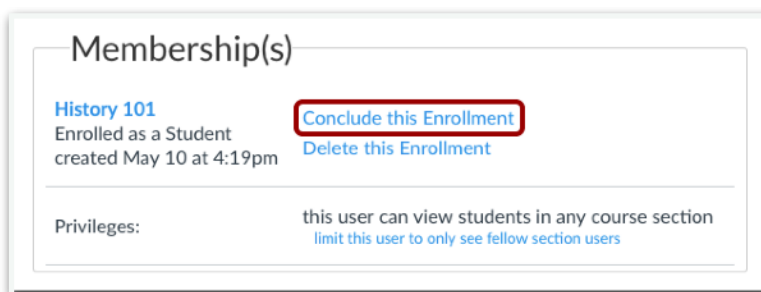 Membership(s)
History 101
Enrolled as a Student
created May 10 at 4:19pm
Conclude this Enrollment
Delete this Enrollment
Privileges:
this user can view students in any course section
limit this user to only see fellow section users